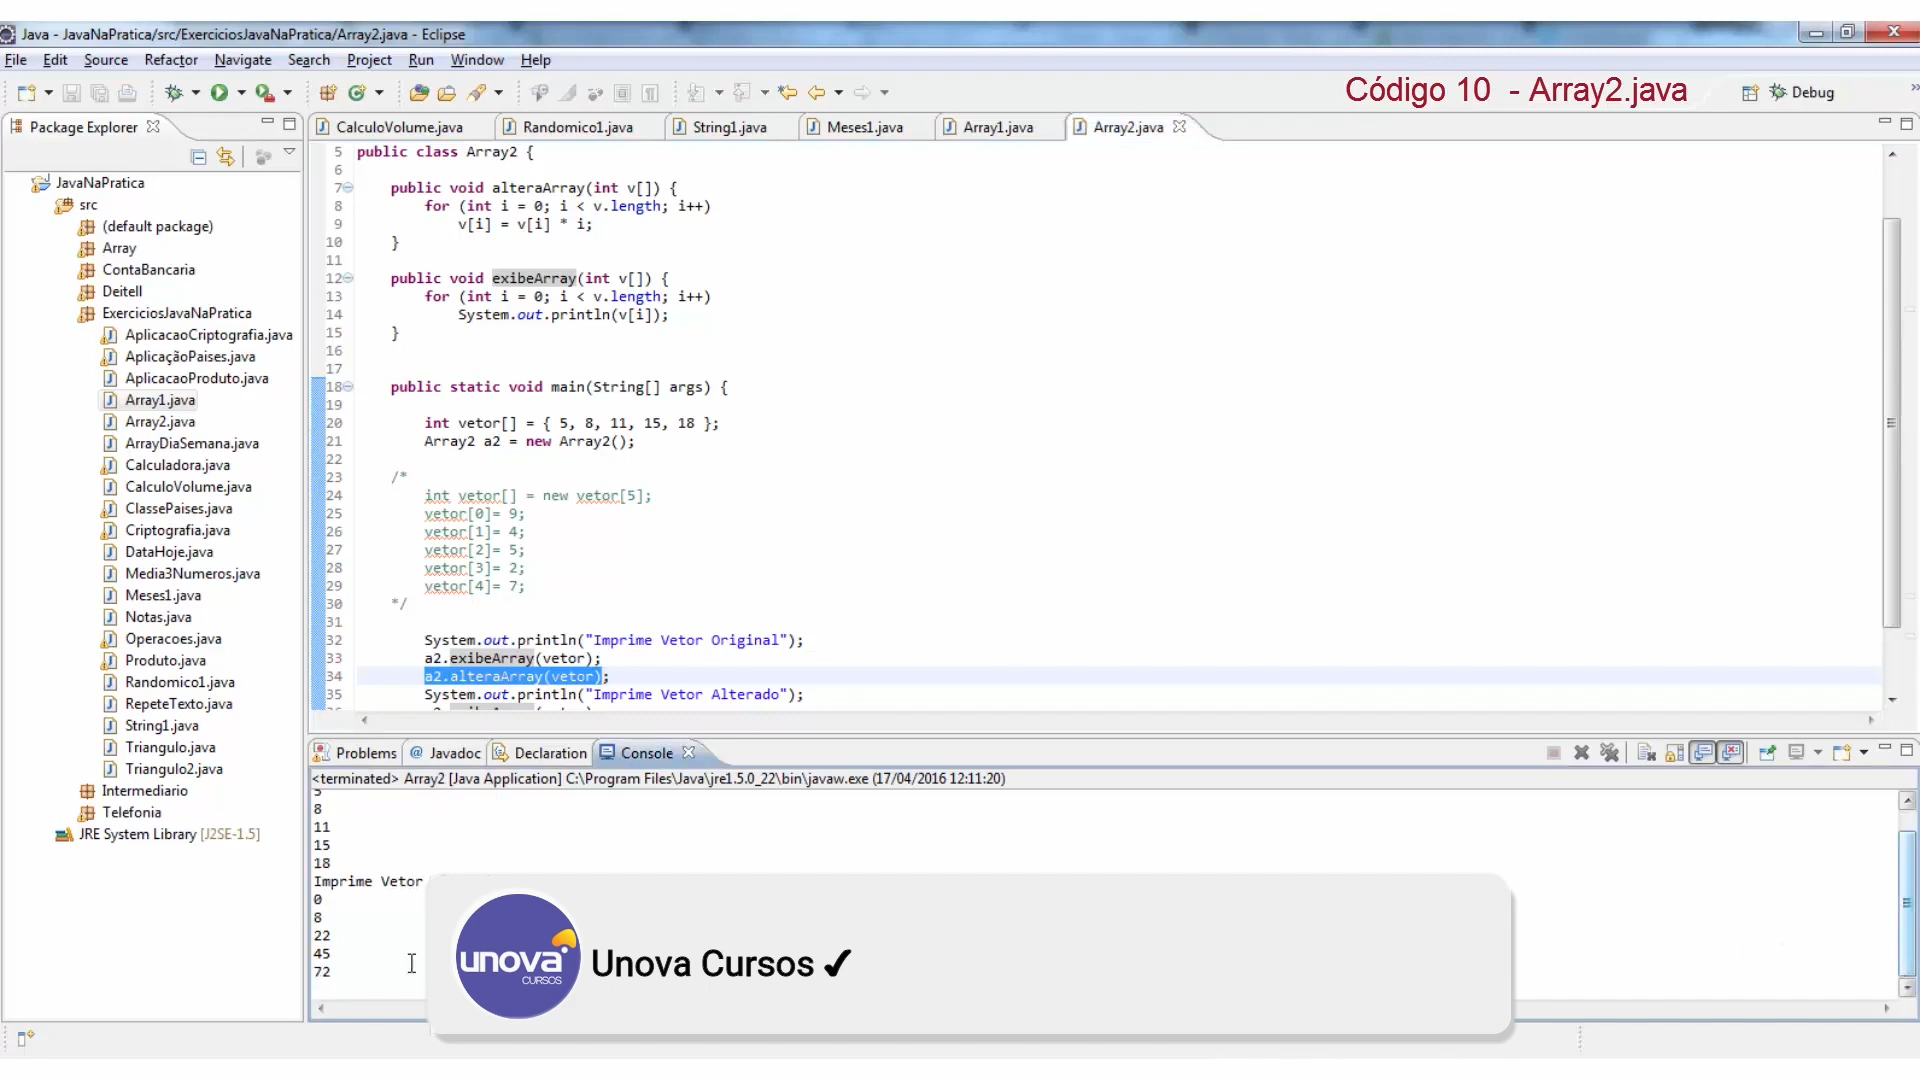 Java - JavaNaPratica/src/ExerciciosJavaNaPratica/Array2.java - Eclipse
File Edit Source Refactor Navigate Search Project Run Window Help
Código 10 - Array2.java
Debug
Package Explorer
CalculoVolume.java Randomico1.java String1.java Meses1.java Array1.java Array2.java
JavaNaPratica
src
(default package)
Array
ContaBancaria
Deitell
ExerciciosJavaNaPratica
AplicacaoCriptografia.java
AplicaçãoPaises.java
AplicacaoProduto.java
Array1.java
Array2.java
ArrayDiaSemana.java
Calculadora.java
CalculoVolume.java
ClassePaises.java
Criptografia.java
DataHoje.java
Media3Numeros.java
Meses1.java
Notas.java
Operacoes.java
Produto.java
Randomico1.java
RepeteTexto.java
String1.java
Triangulo.java
Triangulo2.java
Intermediario
Telefonia
JRE System Library [J2SE-1.5]
5 public class Array2 {
6
7 public void alteraArray(int v[]) {
8 for (int i = 0; i < v.length; i++)
9 v[i] = v[i] * i;
10 }
11
12 public void exibeArray(int v[]) {
13 for (int i = 0; i < v.length; i++)
14 System.out.println(v[i]);
15 }
16
17
18 public static void main(String[] args) {
19
20 int vetor[] = { 5, 8, 11, 15, 18 };
21 Array2 a2 = new Array2();
22
23 /*
24 int vetor[] = new vetor[5];
25 vetor[0]= 9;
26 vetor[1]= 4;
27 vetor[2]= 5;
28 vetor[3]= 2;
29 vetor[4]= 7;
30 */
31
32 System.out.println("Imprime Vetor Original");
33 a2.exibeArray(vetor);
34 a2.alteraArray(vetor);
35 System.out.println("Imprime Vetor Alterado");
Problems Javadoc Declaration Console
<terminated> Array2 [Java Application] C:\Program Files\Java\jre1.5.0_22\bin\javaw.exe (17/04/2016 12:11:20)
5
8
11
15
18
Imprime Vetor
0
8
22
45
72
unova
CURSOS
Unova Cursos ✔